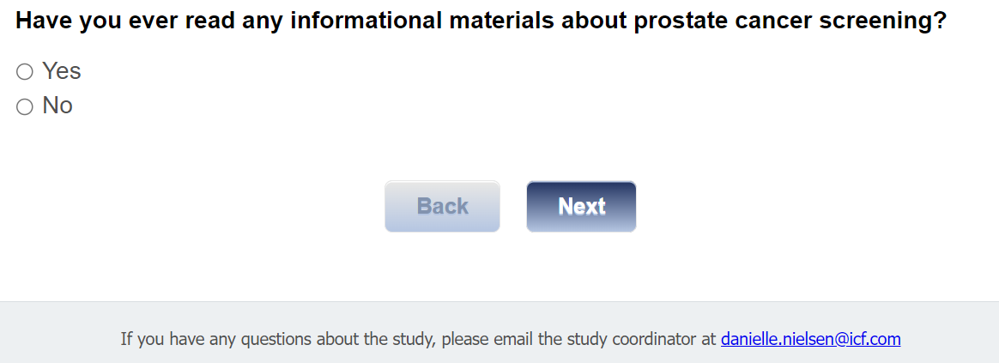 Have you ever read any informational materials about prostate cancer screening?
Yes
No
Back
Next
If you have any questions about the study, please email the study coordinator at danielle.nielsen@icf.com